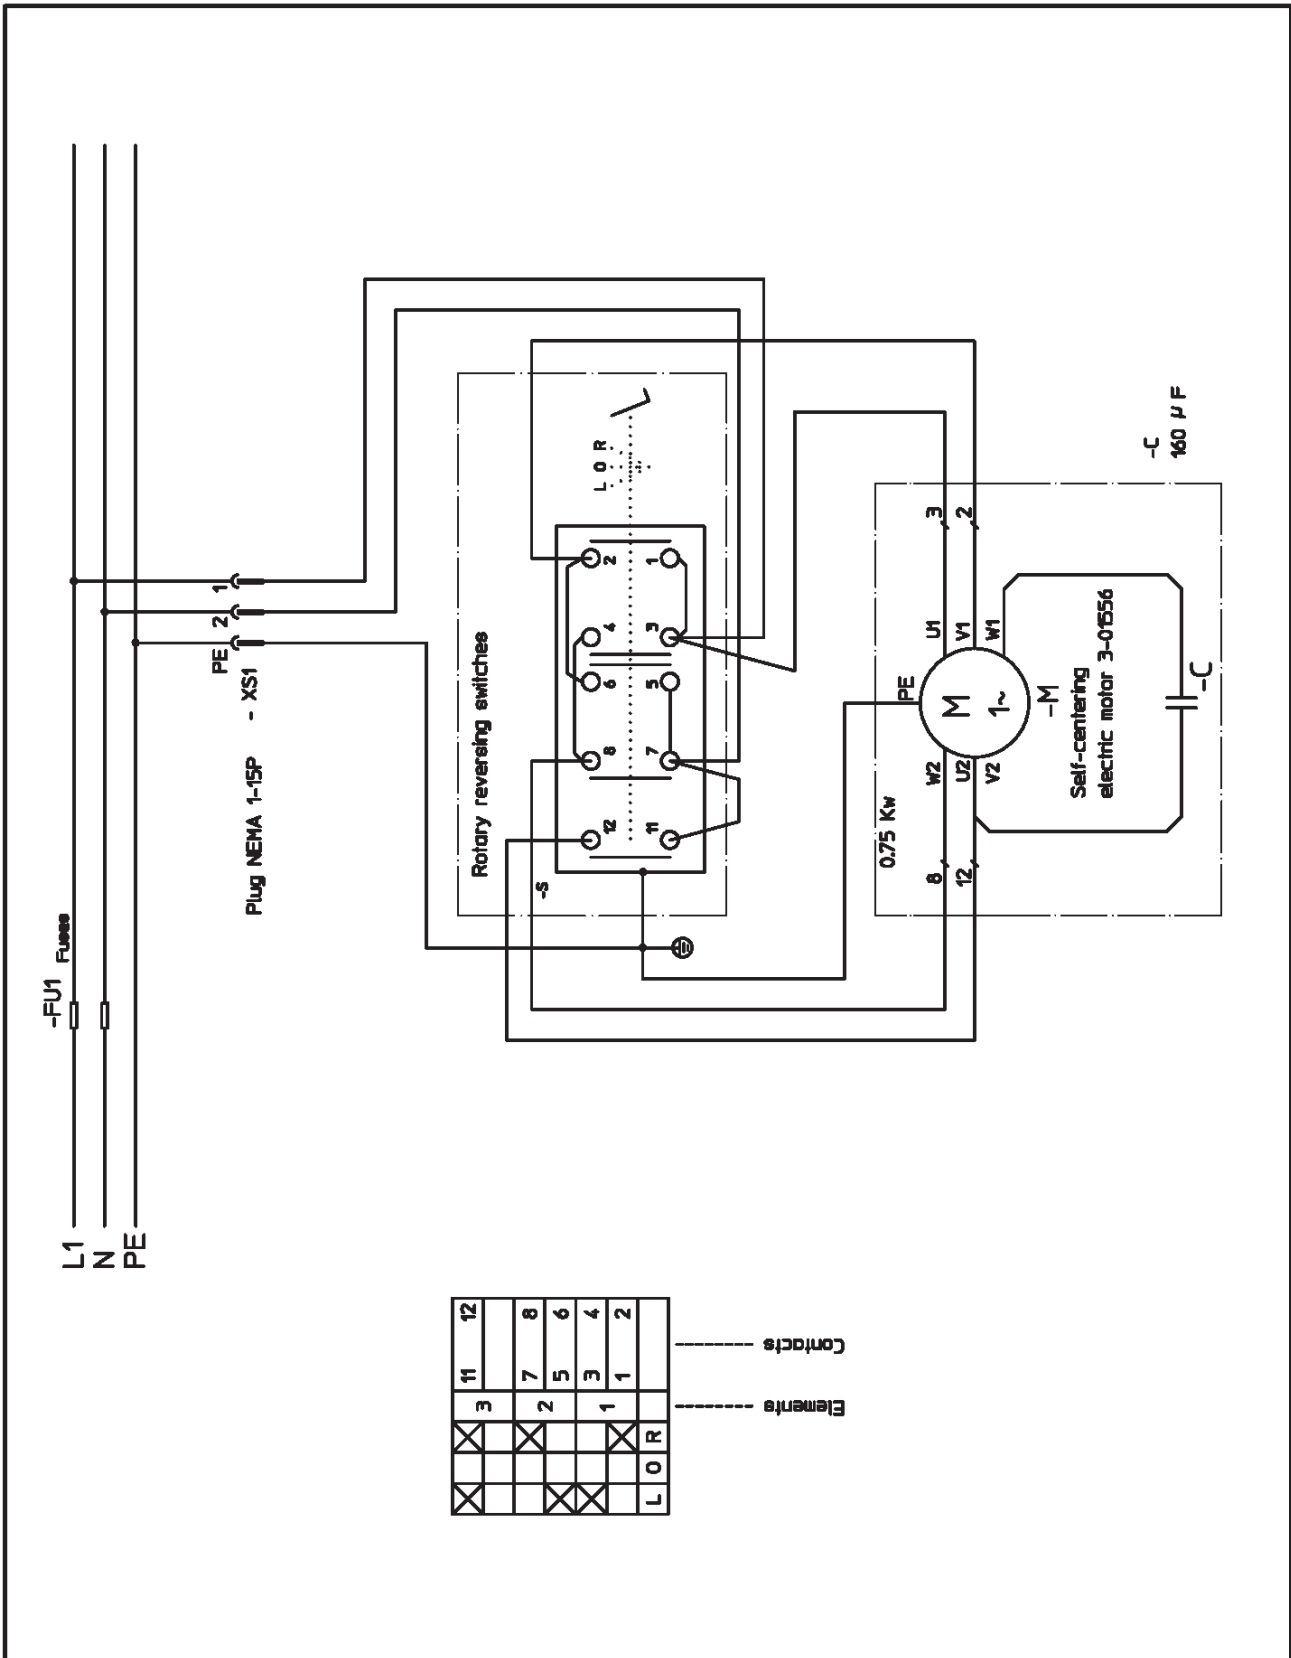 L1
N
PE
-FU1 Fuses
Plug NEMA 1-15P - XS1
PE 2 1
Rotary reversing switches
-S
12 8 6 4 2
11 7 5 3 1
L O R
0.75 Kw
8
12
3
2
PE
W2
U2
V2
U1
V1
W1
M
1~
-M
Self-centering
electric motor 3-01556
-C
-C
160 µ F
11 12
7 8
5 6
3 4
1 2
3
2
1
L O R
Elements
Contacts